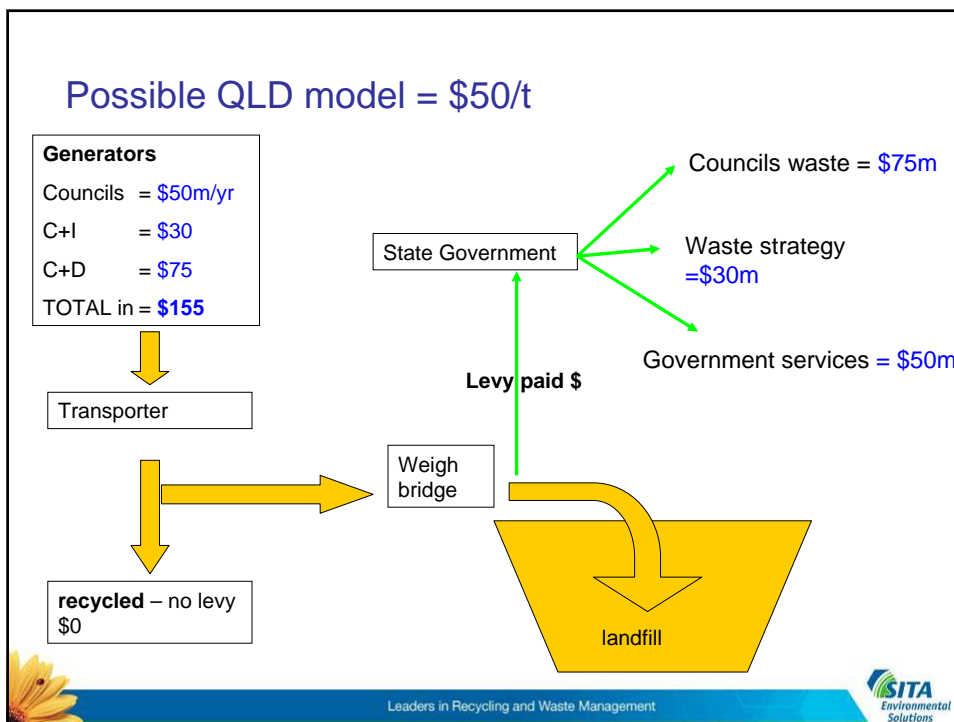 Possible QLD model = $50/t
Generators
Councils = $50m/yr
C+I = $30
C+D = $75
TOTAL in = $155
Transporter
recycled – no levy
$0
Weigh
bridge
Levy paid $
State Government
Councils waste = $75m
Waste strategy
=$30m
Government services = $50m
landfill
Leaders in Recycling and Waste Management
SITA
Environmental
Solutions